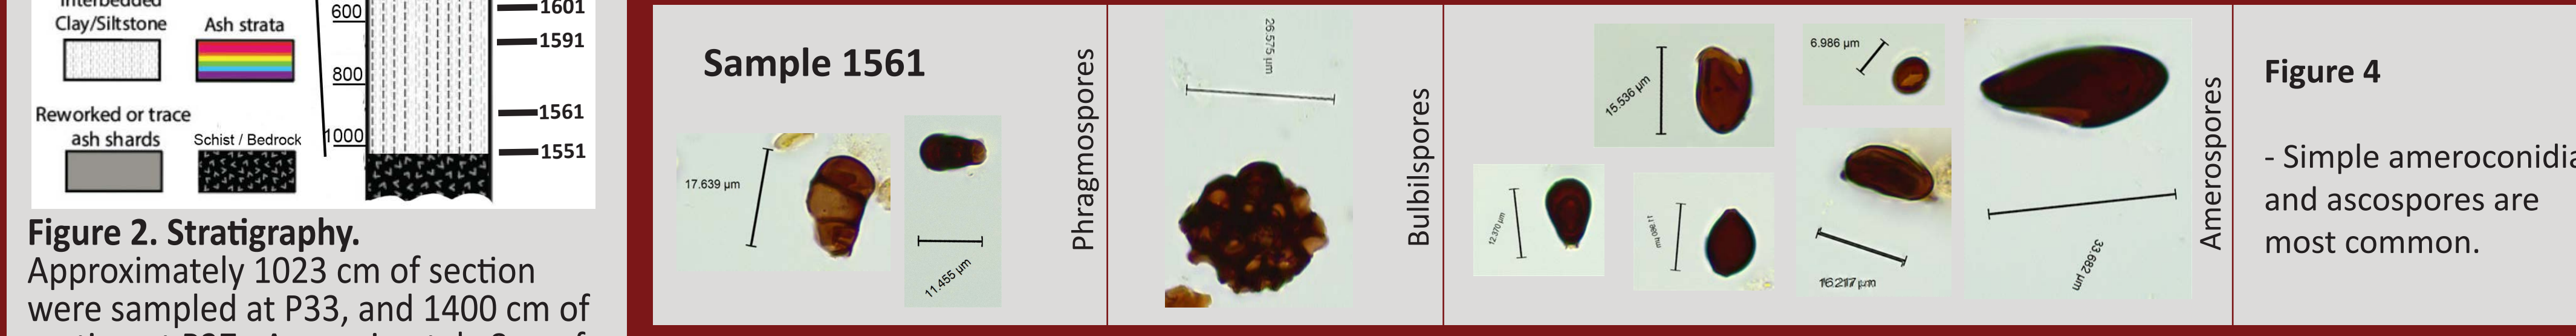 Interbedded
Clay/Siltstone
Ash strata
Reworked or trace
ash shards
Schist / Bedrock
600
800
1000
1601
1591
1561
1551
Figure 2. Stratigraphy.
Approximately 1023 cm of section
were sampled at P33, and 1400 cm of
Sample 1561
17.639 µm
11.455 µm
Phragmospores
26.575 µm
Bulbilspores
15.536 µm
6.986 µm
12.370 µm
11.980 µm
16.217 µm
33.682 µm
Amerospores
Figure 4
- Simple ameroconidia
and ascospores are
most common.